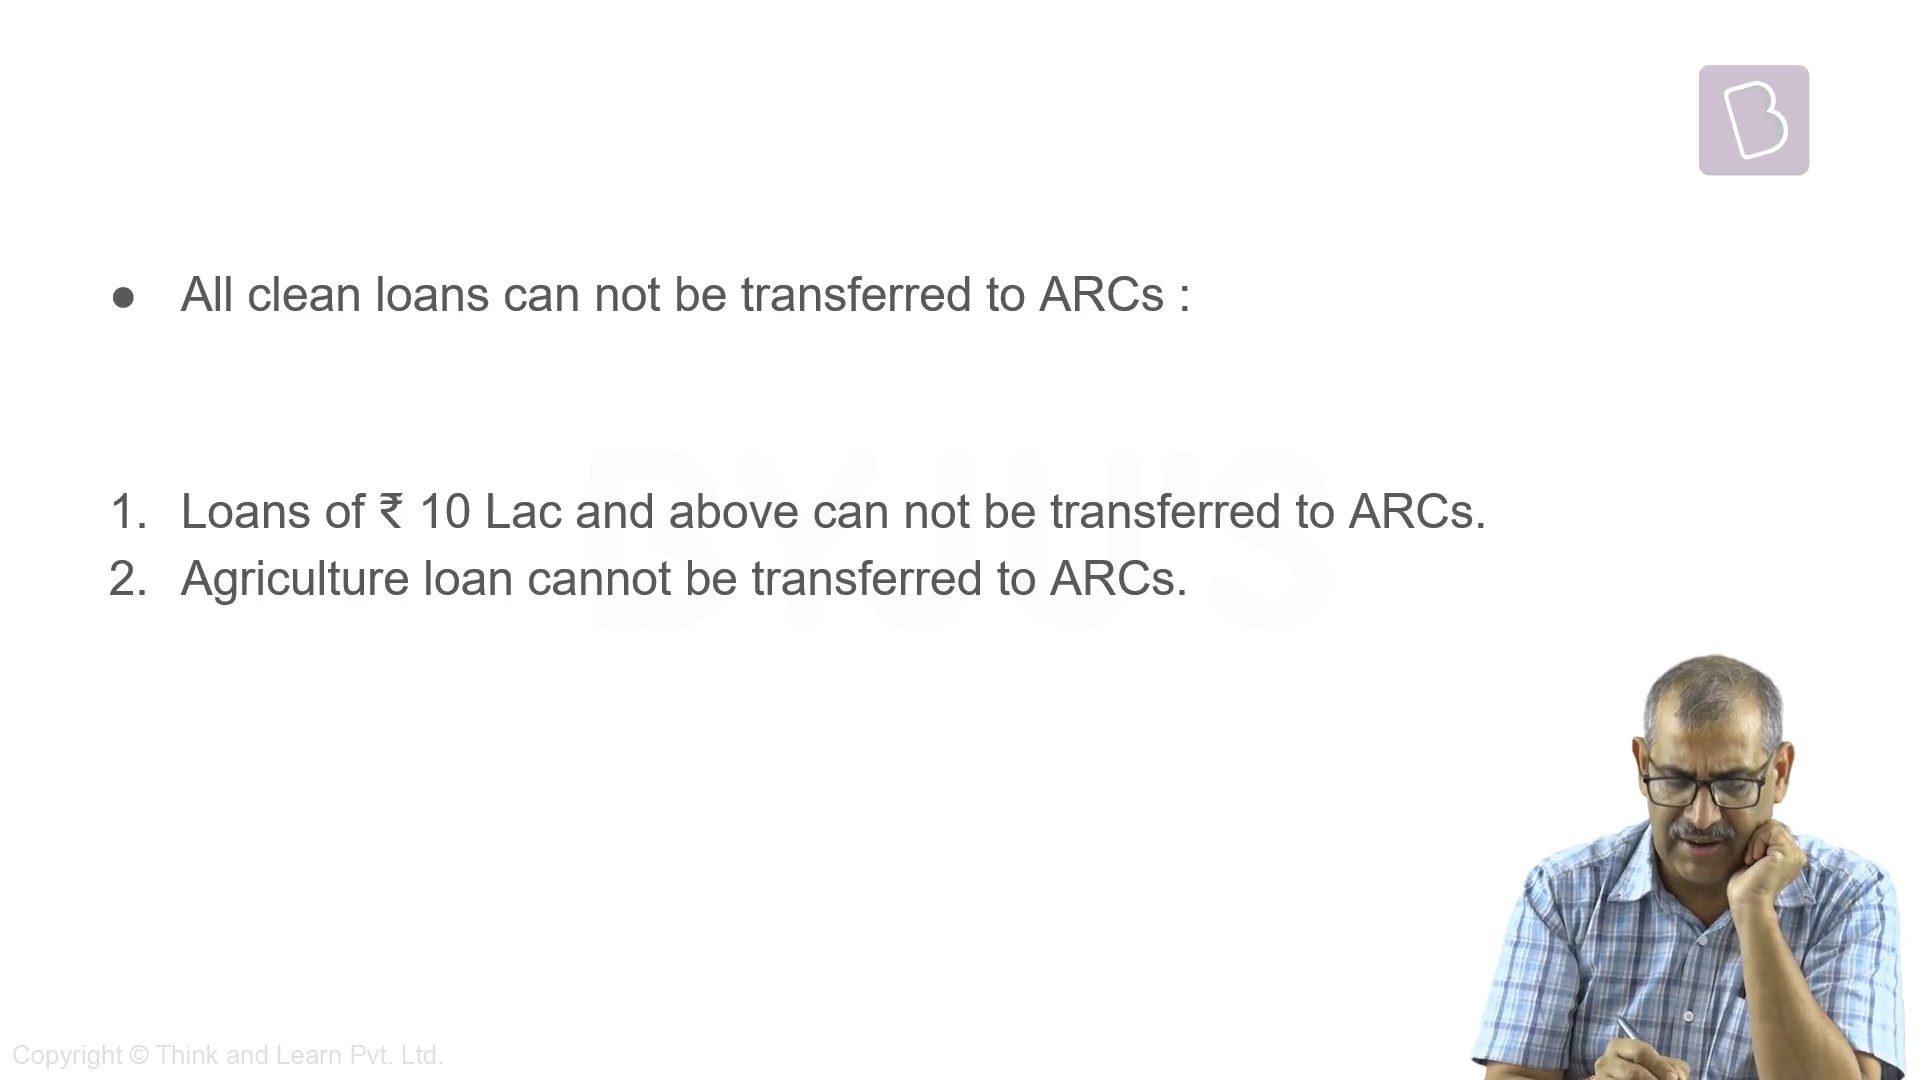 B
● All clean loans can not be transferred to ARCs :
1. Loans of ₹ 10 Lac and above can not be transferred to ARCs.
2. Agriculture loan cannot be transferred to ARCs.
BYJU'S
Copyright © Think and Learn Pvt. Ltd.